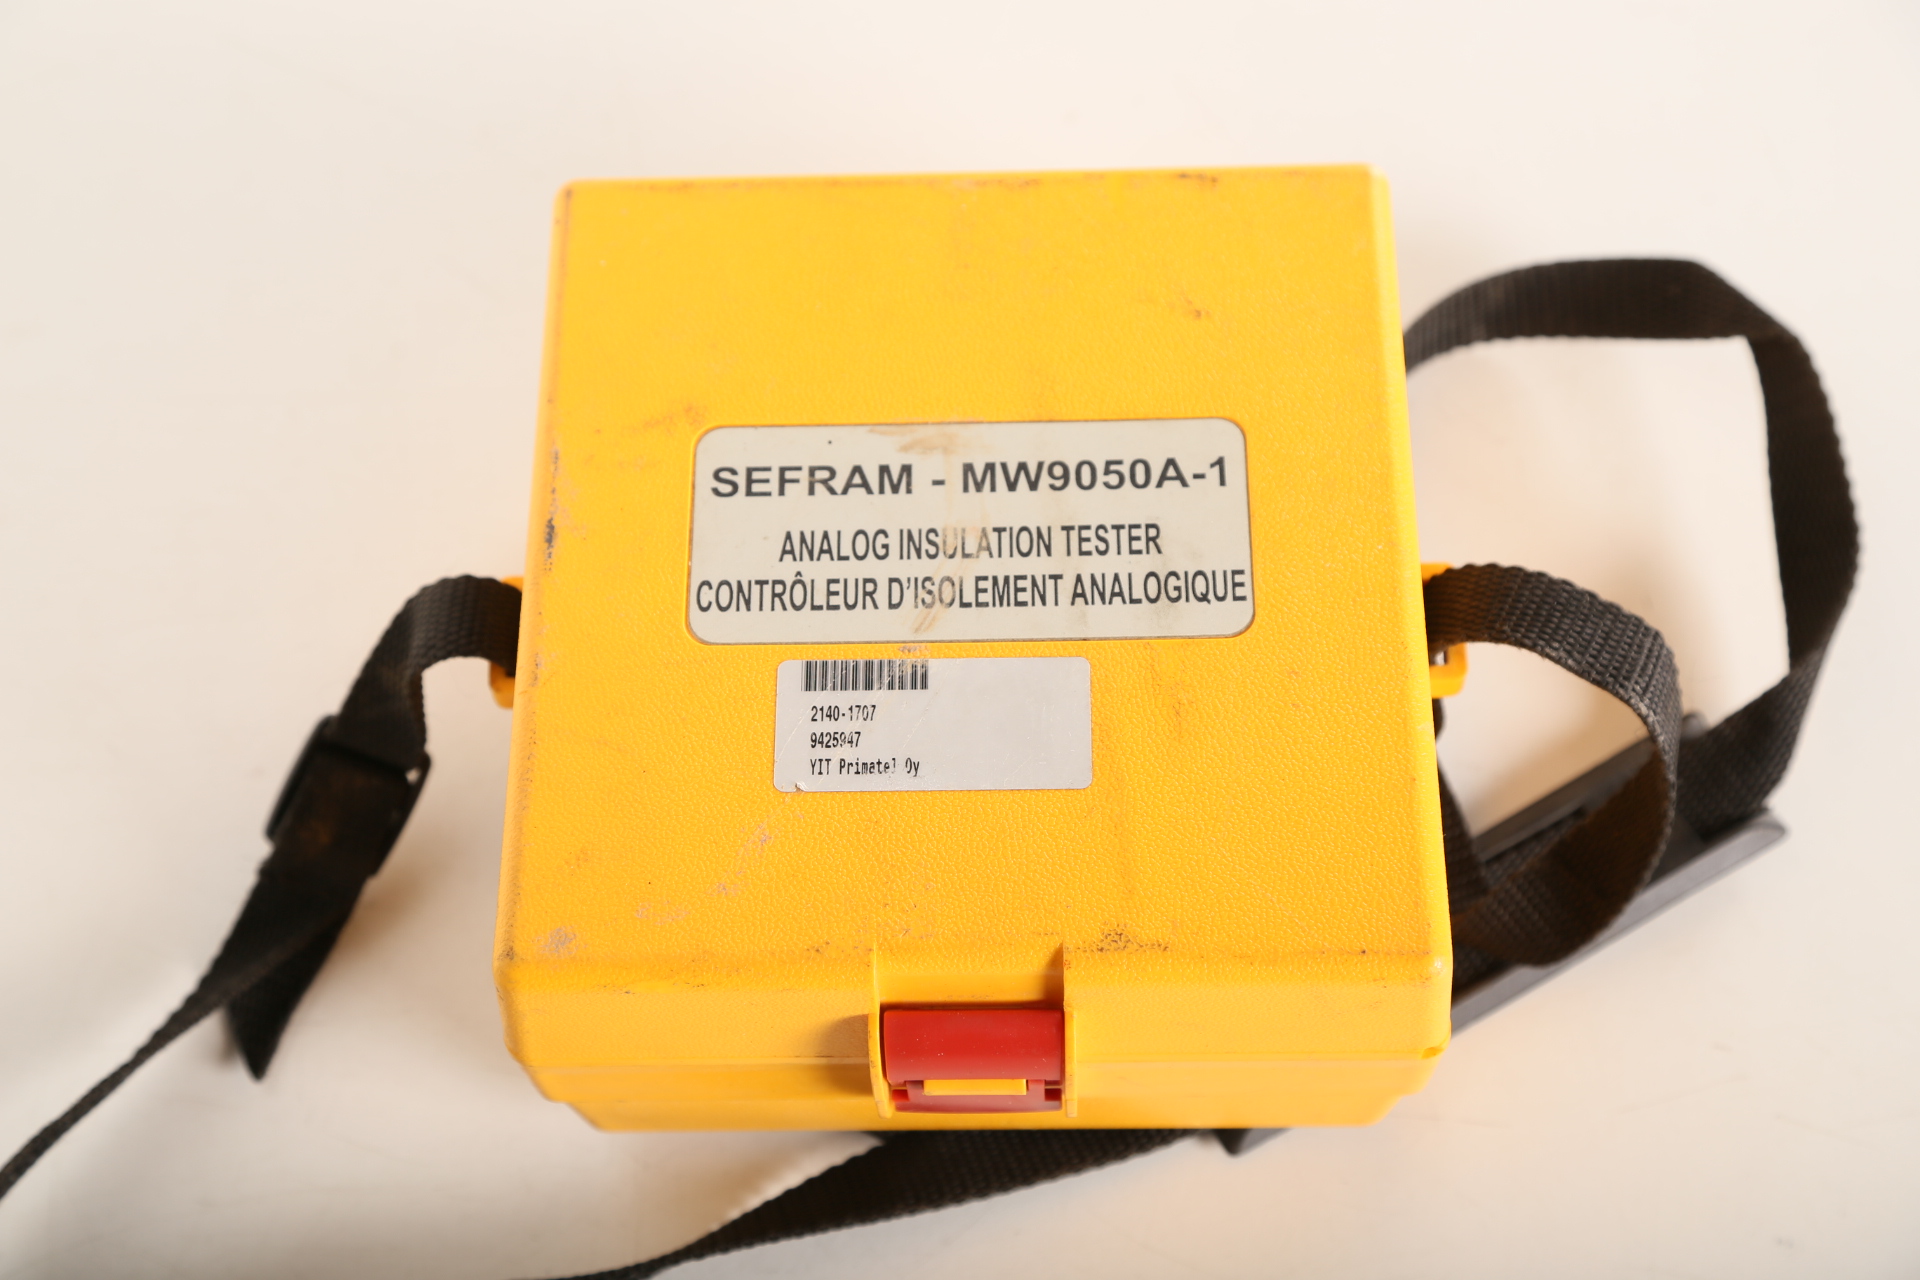 SEFRAM - MW9050A-1
ANALOG INSULATION TESTER
CONTRÔLEUR D'ISOLEMENT ANALOGIQUE
2140-1707
9425947
YIT Primatel Oy